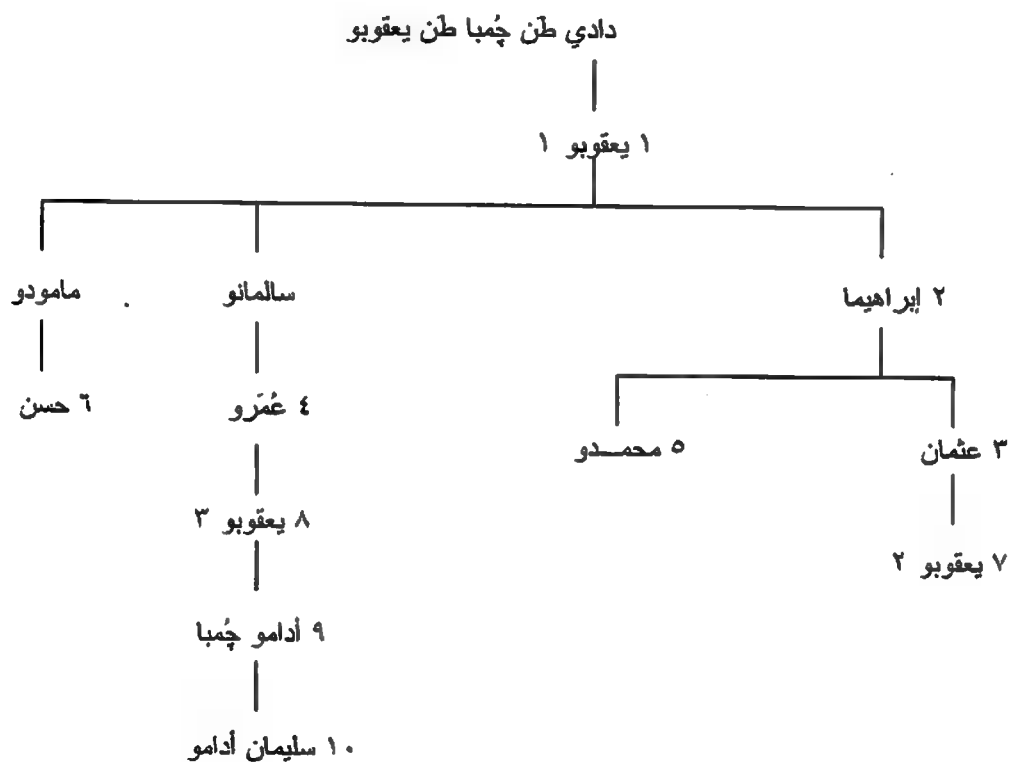 دادي طَن جُمبا طَن يعقوبو
١ يعقوبو ١
٢ إبراهيما
سالمانو
مامودو
٤ عُمَرو
٦ حسن
٣ عثمان
٥ محمدو
٨ يعقوبو ٣
٧ يعقوبو ٢
٩ أدامو جُمبا
١٠ سليمان أدامو